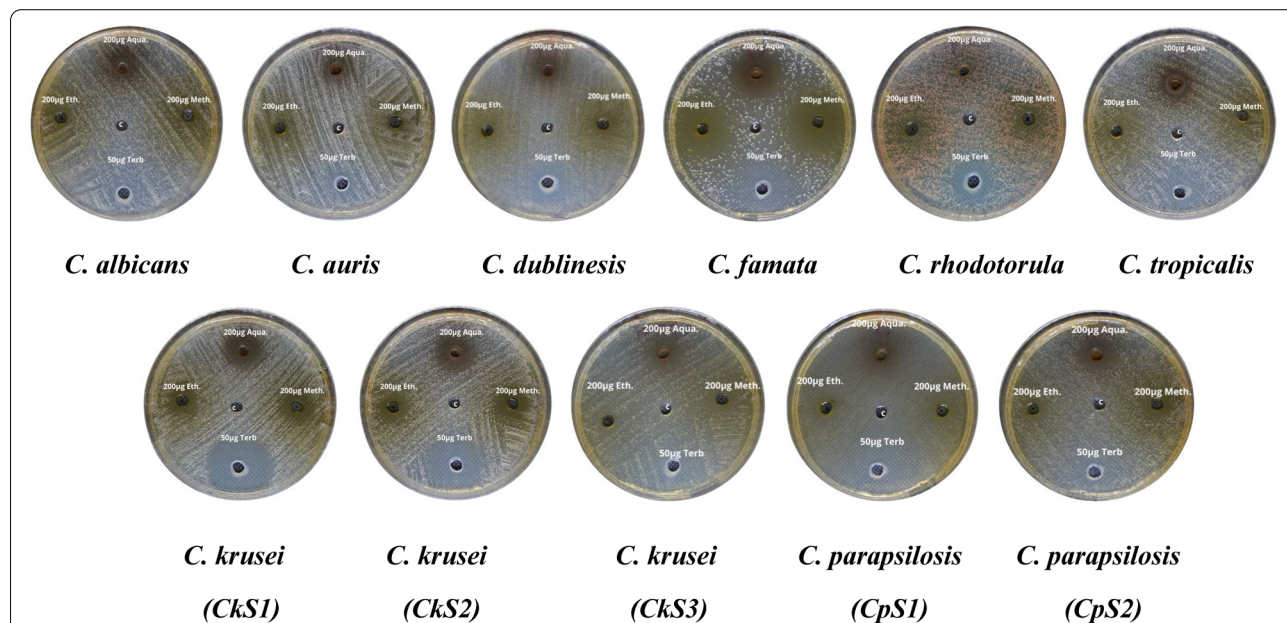 200µg Aqua.
200µg Eth.
200µg Meth.
C
50µg Terb
200µg Aqua.
200µg Eth.
200µg Meth.
C
50µg Terb
200µg Aqua.
200µg Eth.
200µg Meth.
C
50µg Terb
200µg Aqua.
200µg Eth.
200µg Meth.
C
50µg Terb
200µg Aqua.
200µg Eth.
200µg Meth.
C
50µg Terb
200µg Aqua.
200µg Eth.
200µg Meth.
C
50µg Terb
C. albicans
C. auris
C. dublinesis
C. famata
C. rhodotorula
C. tropicalis
200µg Aqua.
200µg Eth.
200µg Meth.
C
50µg Terb
200µg Aqua.
200µg Eth.
200µg Meth.
C
50µg Terb
200µg Aqua.
200µg Eth.
200µg Meth.
C
50µg Terb
200µg Aqua.
200µg Eth.
200µg Meth.
C
50µg Terb
200µg Aqua.
200µg Eth.
200µg Meth.
C
50µg Terb
C. krusei
(CkS1)
C. krusei
(CkS2)
C. krusei
(CkS3)
C. parapsilosis
(CpS1)
C. parapsilosis
(CpS2)